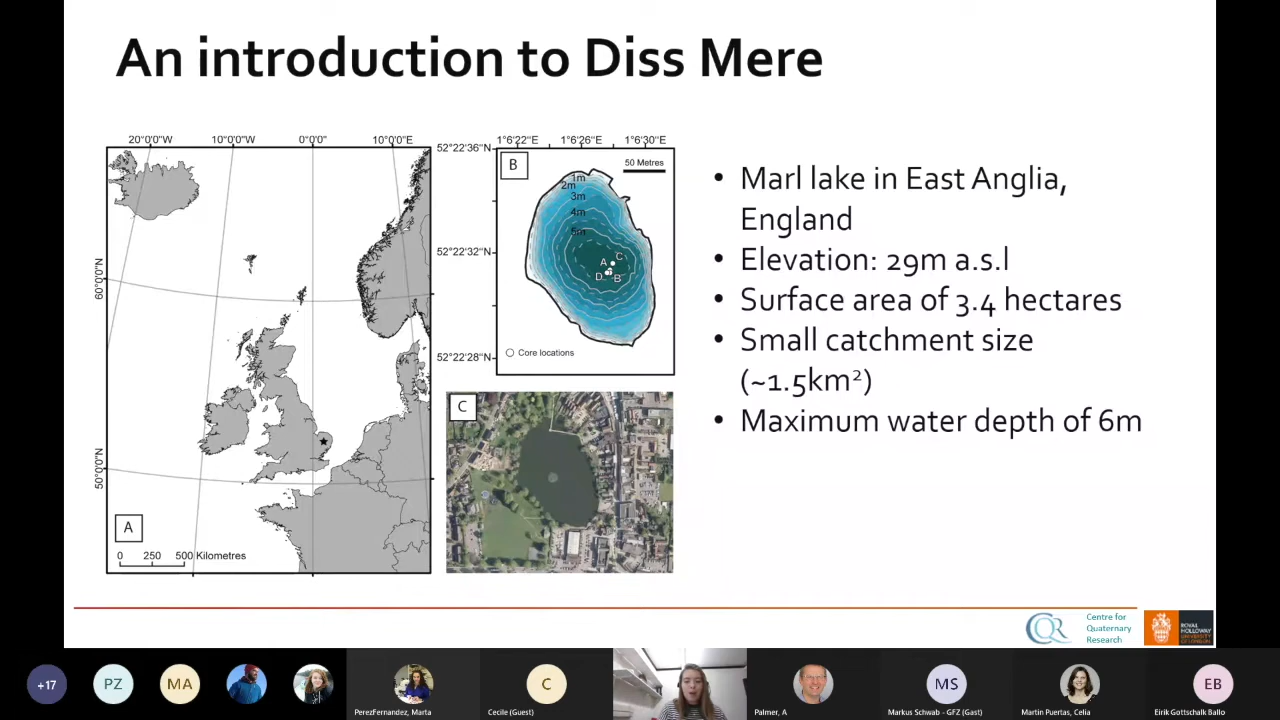 An introduction to Diss Mere
20°0'0"W 10°0'0"W 0°0'0" 10°0'0"E
60°0'0"N
50°0'0"N
A
0 250 500 Kilometres
1°6'22"E 1°6'26"E 1°6'30"E
52°22'36"N
52°22'32"N
52°22'28"N
B
50 Metres
1m
2m
3m
4m
5m
A C
D B
Core locations
C
• Marl lake in East Anglia,
England
• Elevation: 29m a.s.l
• Surface area of 3.4 hectares
• Small catchment size
(~1.5km²)
• Maximum water depth of 6m
CQR
Centre for
Quaternary
Research
ROYAL
HOLLOWAY
UNIVERSITY
OF LONDON
+17 PZ MA C MS EB
PerezFernandez, Marta
Cecile (Guest)
Palmer, A
Markus Schwab - GFZ (Gast)
Martin Puertas, Celia
Eirik Gottschalk Ballo